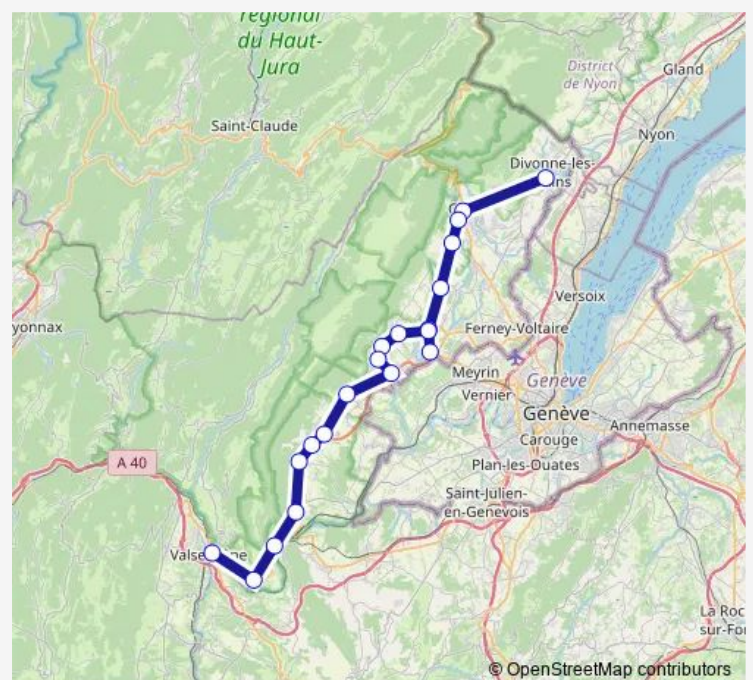 régional
du Haut-
Jura
District
de Nyon
Gland
Saint-Claude
Nyon
Divonne-les-
Versoix
Ferney-Voltaire
Meyrin
Genève
Vernier
Genève
Carouge
Annemasse
A 40
Plan-les-Ouates
Saint-Julien-
en-Genevois
La Roc
sur-Fo
© OpenStreetMap contributors